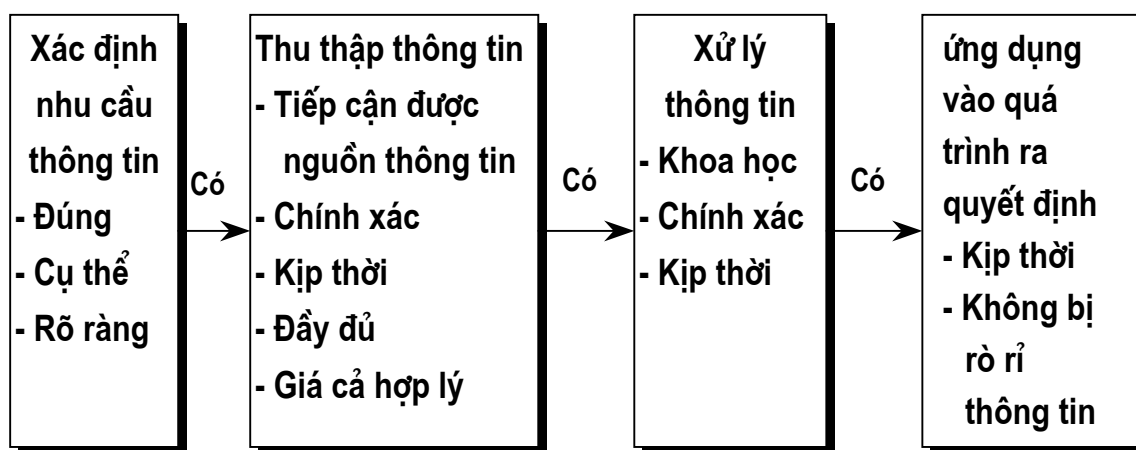 Xác định
nhu cầu
thông tin
- Đúng
- Cụ thể
- Rõ ràng
Có
Thu thập thông tin
- Tiếp cận được
nguồn thông tin
- Chính xác
- Kịp thời
- Đầy đủ
- Giá cả hợp lý
Có
Xử lý
thông tin
- Khoa học
- Chính xác
- Kịp thời
Có
ứng dụng
vào quá
trình ra
quyết định
- Kịp thời
- Không bị
rò rỉ
thông tin